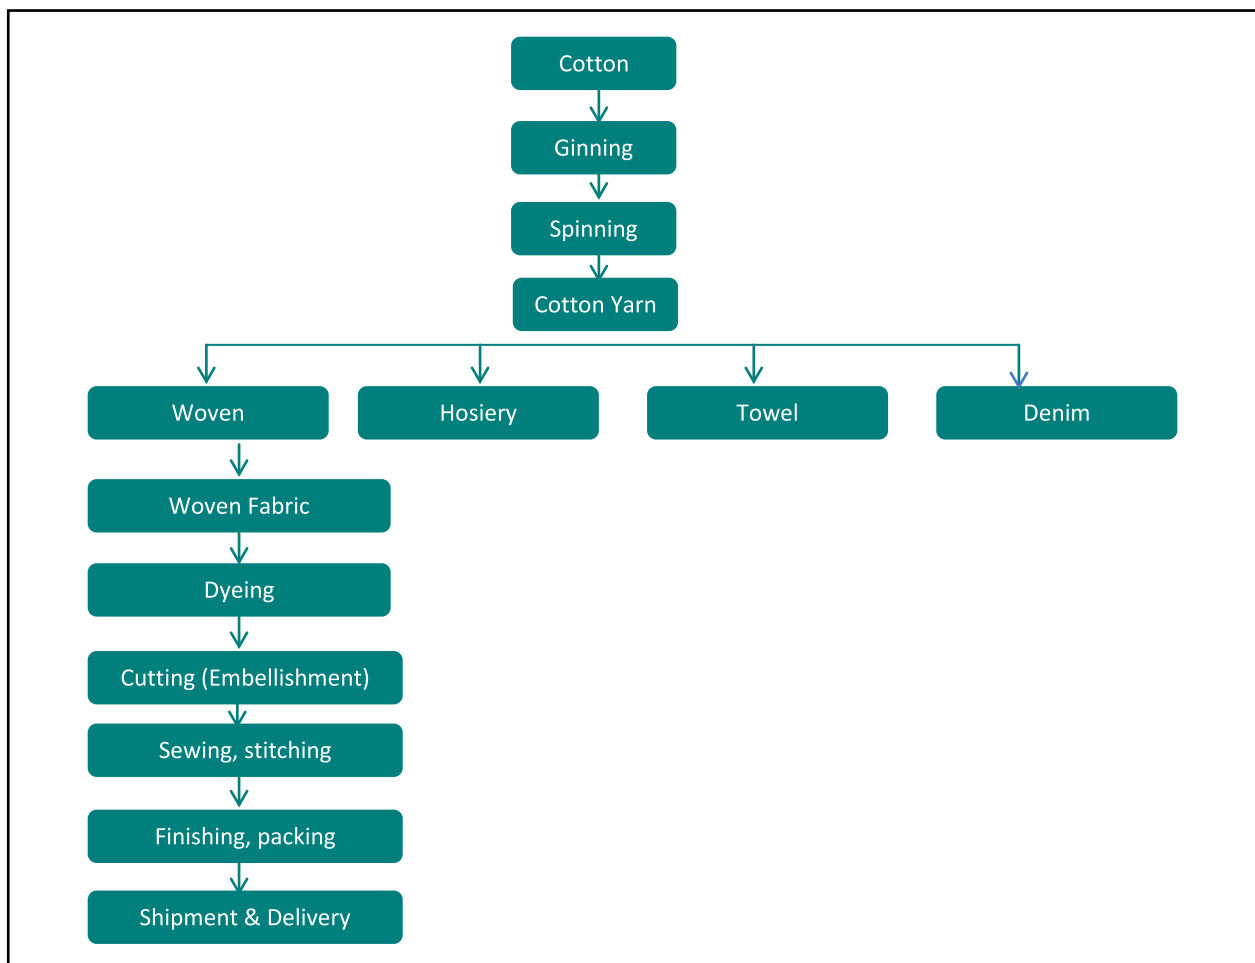 Cotton
Ginning
Spinning
Cotton Yarn
Woven
Hosiery
Towel
Denim
Woven Fabric
Dyeing
Cutting (Embellishment)
Sewing, stitching
Finishing, packing
Shipment & Delivery